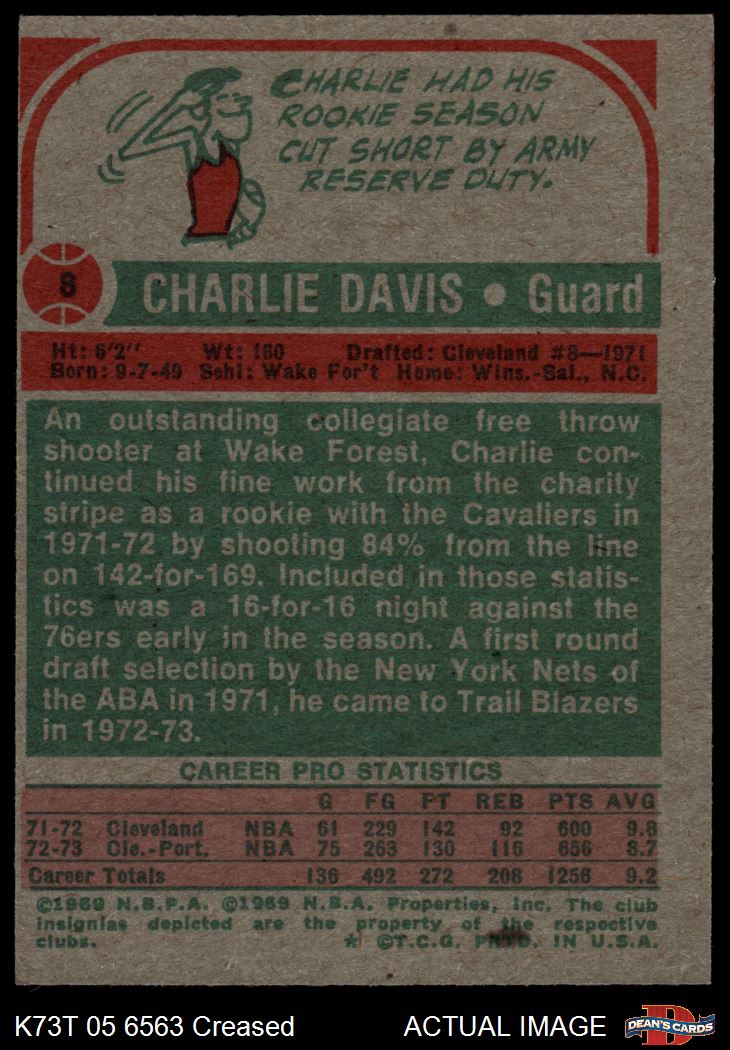 CHARLIE HAD HIS
ROOKIE SEASON
CUT SHORT BY ARMY
RESERVE DUTY.
8
CHARLIE DAVIS • Guard
Ht: 6'2" Wt: 160 Drafted: Cleveland #8—1971
Born: 9-7-49 Schl: Wake For't Home: Wins.-Sal., N.C.
An outstanding collegiate free throw
shooter at Wake Forest, Charlie con-
tinued his fine work from the charity
stripe as a rookie with the Cavaliers in
1971-72 by shooting 84% from the line
on 142-for-169. Included in those statis-
tics was a 16-for-16 night against the
76ers early in the season. A first round
draft selection by the New York Nets of
the ABA in 1971, he came to Trail Blazers
in 1972-73.
CAREER PRO STATISTICS
G FG FT REB PTS AVG
71-72 Cleveland NBA 61 229 142 92 600 9.8
72-73 Cle.-Port. NBA 75 263 130 116 656 8.7
Career Totals 136 492 272 208 1256 9.2
©1969 N.B.P.A. ©1969 N.B.A. Properties, Inc. The club
insignias depicted are the property of the respective
clubs. * ©T.C.G. PRTD. IN U.S.A.
K73T 05 6563 Creased ACTUAL IMAGE
D
DEAN'S CARDS